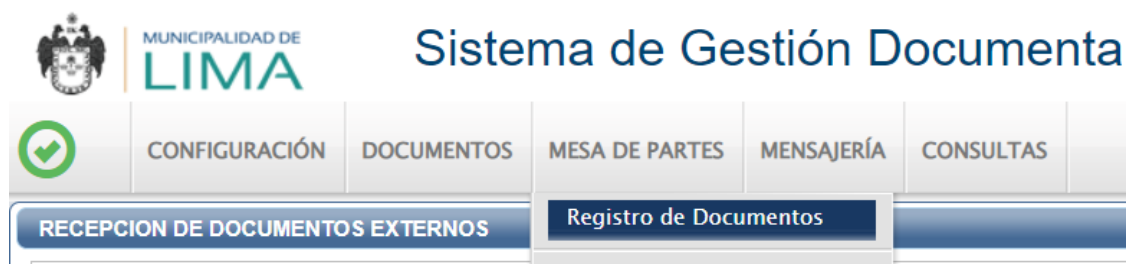 MUNICIPALIDAD DE
LIMA
Sistema de Gestión Documenta
CONFIGURACIÓN DOCUMENTOS MESA DE PARTES MENSAJERÍA CONSULTAS
RECEPCION DE DOCUMENTOS EXTERNOS
Registro de Documentos